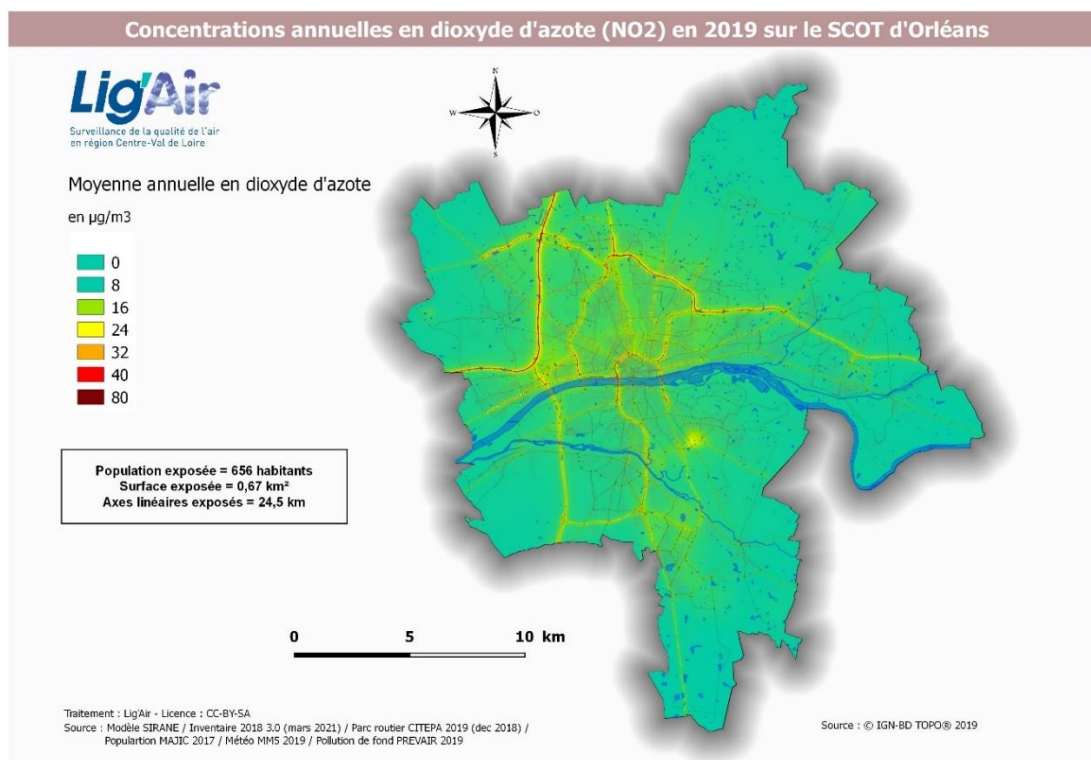 Concentrations annuelles en dioxyde d'azote (NO2) en 2019 sur le SCOT d'Orléans
Lig'Air
Surveillance de la qualité de l'air
en région Centre-Val de Loire
N
W
O
S
Moyenne annuelle en dioxyde d'azote
en µg/m3
0
8
16
24
32
40
80
Population exposée = 656 habitants
Surface exposée = 0,67 km²
Axes linéaires exposés = 24,5 km
0 5 10 km
Traitement : Lig'Air - Licence : CC-BY-SA
Source : Modèle SIRANE / Inventaire 2018 3.0 (mars 2021) / Parc routier CITEPA 2019 (dec 2018) /
Populartion MAJIC 2017 / Météo MM5 2019 / Pollution de fond PREVAIR 2019
Source : © IGN-BD TOPO® 2019